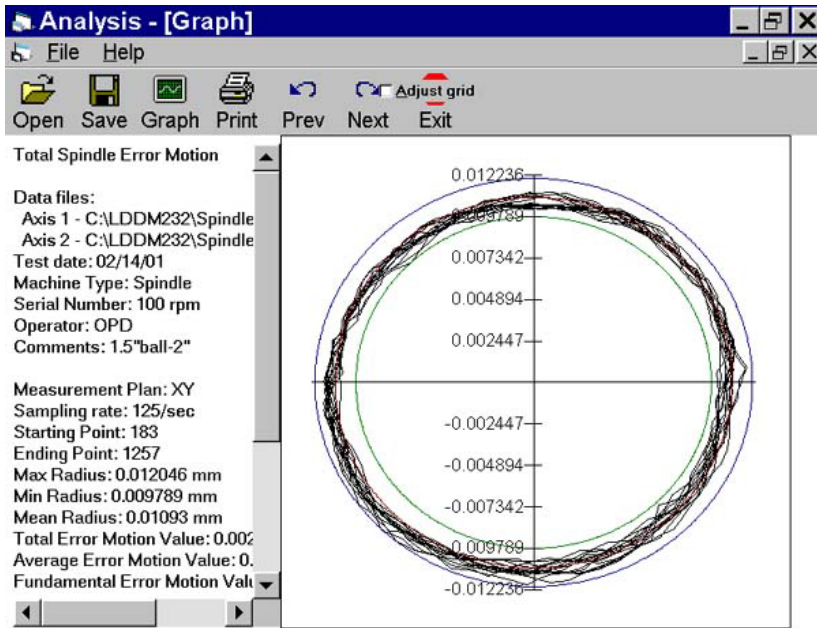 Analysis - [Graph]
File Help
Open Save Graph Print Prev Next Adjust grid Exit
Total Spindle Error Motion
Data files:
Axis 1 - C:\LDDM232\Spindle
Axis 2 - C:\LDDM232\Spindle
Test date: 02/14/01
Machine Type: Spindle
Serial Number: 100 rpm
Operator: OPD
Comments: 1.5"ball-2"
Measurement Plan: XY
Sampling rate: 125/sec
Starting Point: 183
Ending Point: 1257
Max Radius: 0.012046 mm
Min Radius: 0.009789 mm
Mean Radius: 0.01093 mm
Total Error Motion Value: 0.002
Average Error Motion Value: 0.
Fundamental Error Motion Valu
0.012236
0.009789
0.007342
0.004894
0.002447
-0.002447
-0.004894
-0.007342
-0.009789
-0.012236